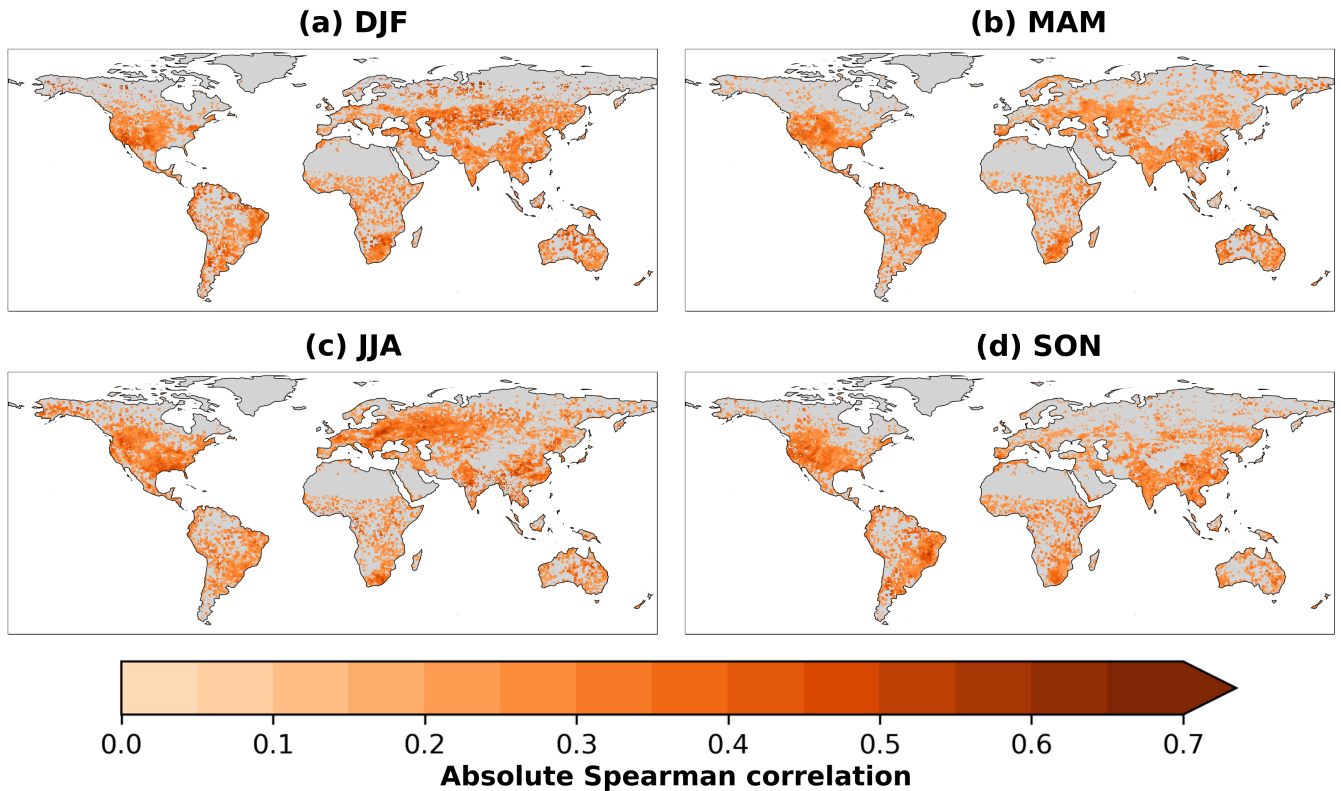 (a) DJF
(b) MAM
(c) JJA
(d) SON
0.0 0.1 0.2 0.3 0.4 0.5 0.6 0.7
Absolute Spearman correlation